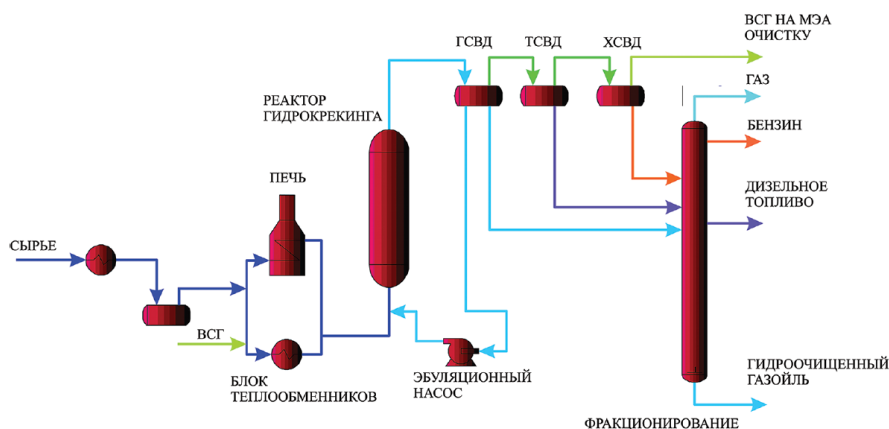 ВСГ НА МЭА
ОЧИСТКУ
ГСВД
ТСВД
ХСВД
ГАЗ
РЕАКТОР
ГИДРОКРЕКИНГА
БЕНЗИН
ПЕЧЬ
ДИЗЕЛЬНОЕ
ТОПЛИВО
СЫРЬЕ
ВСГ
БЛОК
ТЕПЛООБМЕННИКОВ
ЭБУЛЯЦИОННЫЙ
НАСОС
ГИДРООЧИЩЕННЫЙ
ГАЗОЙЛЬ
ФРАКЦИОНИРОВАНИЕ